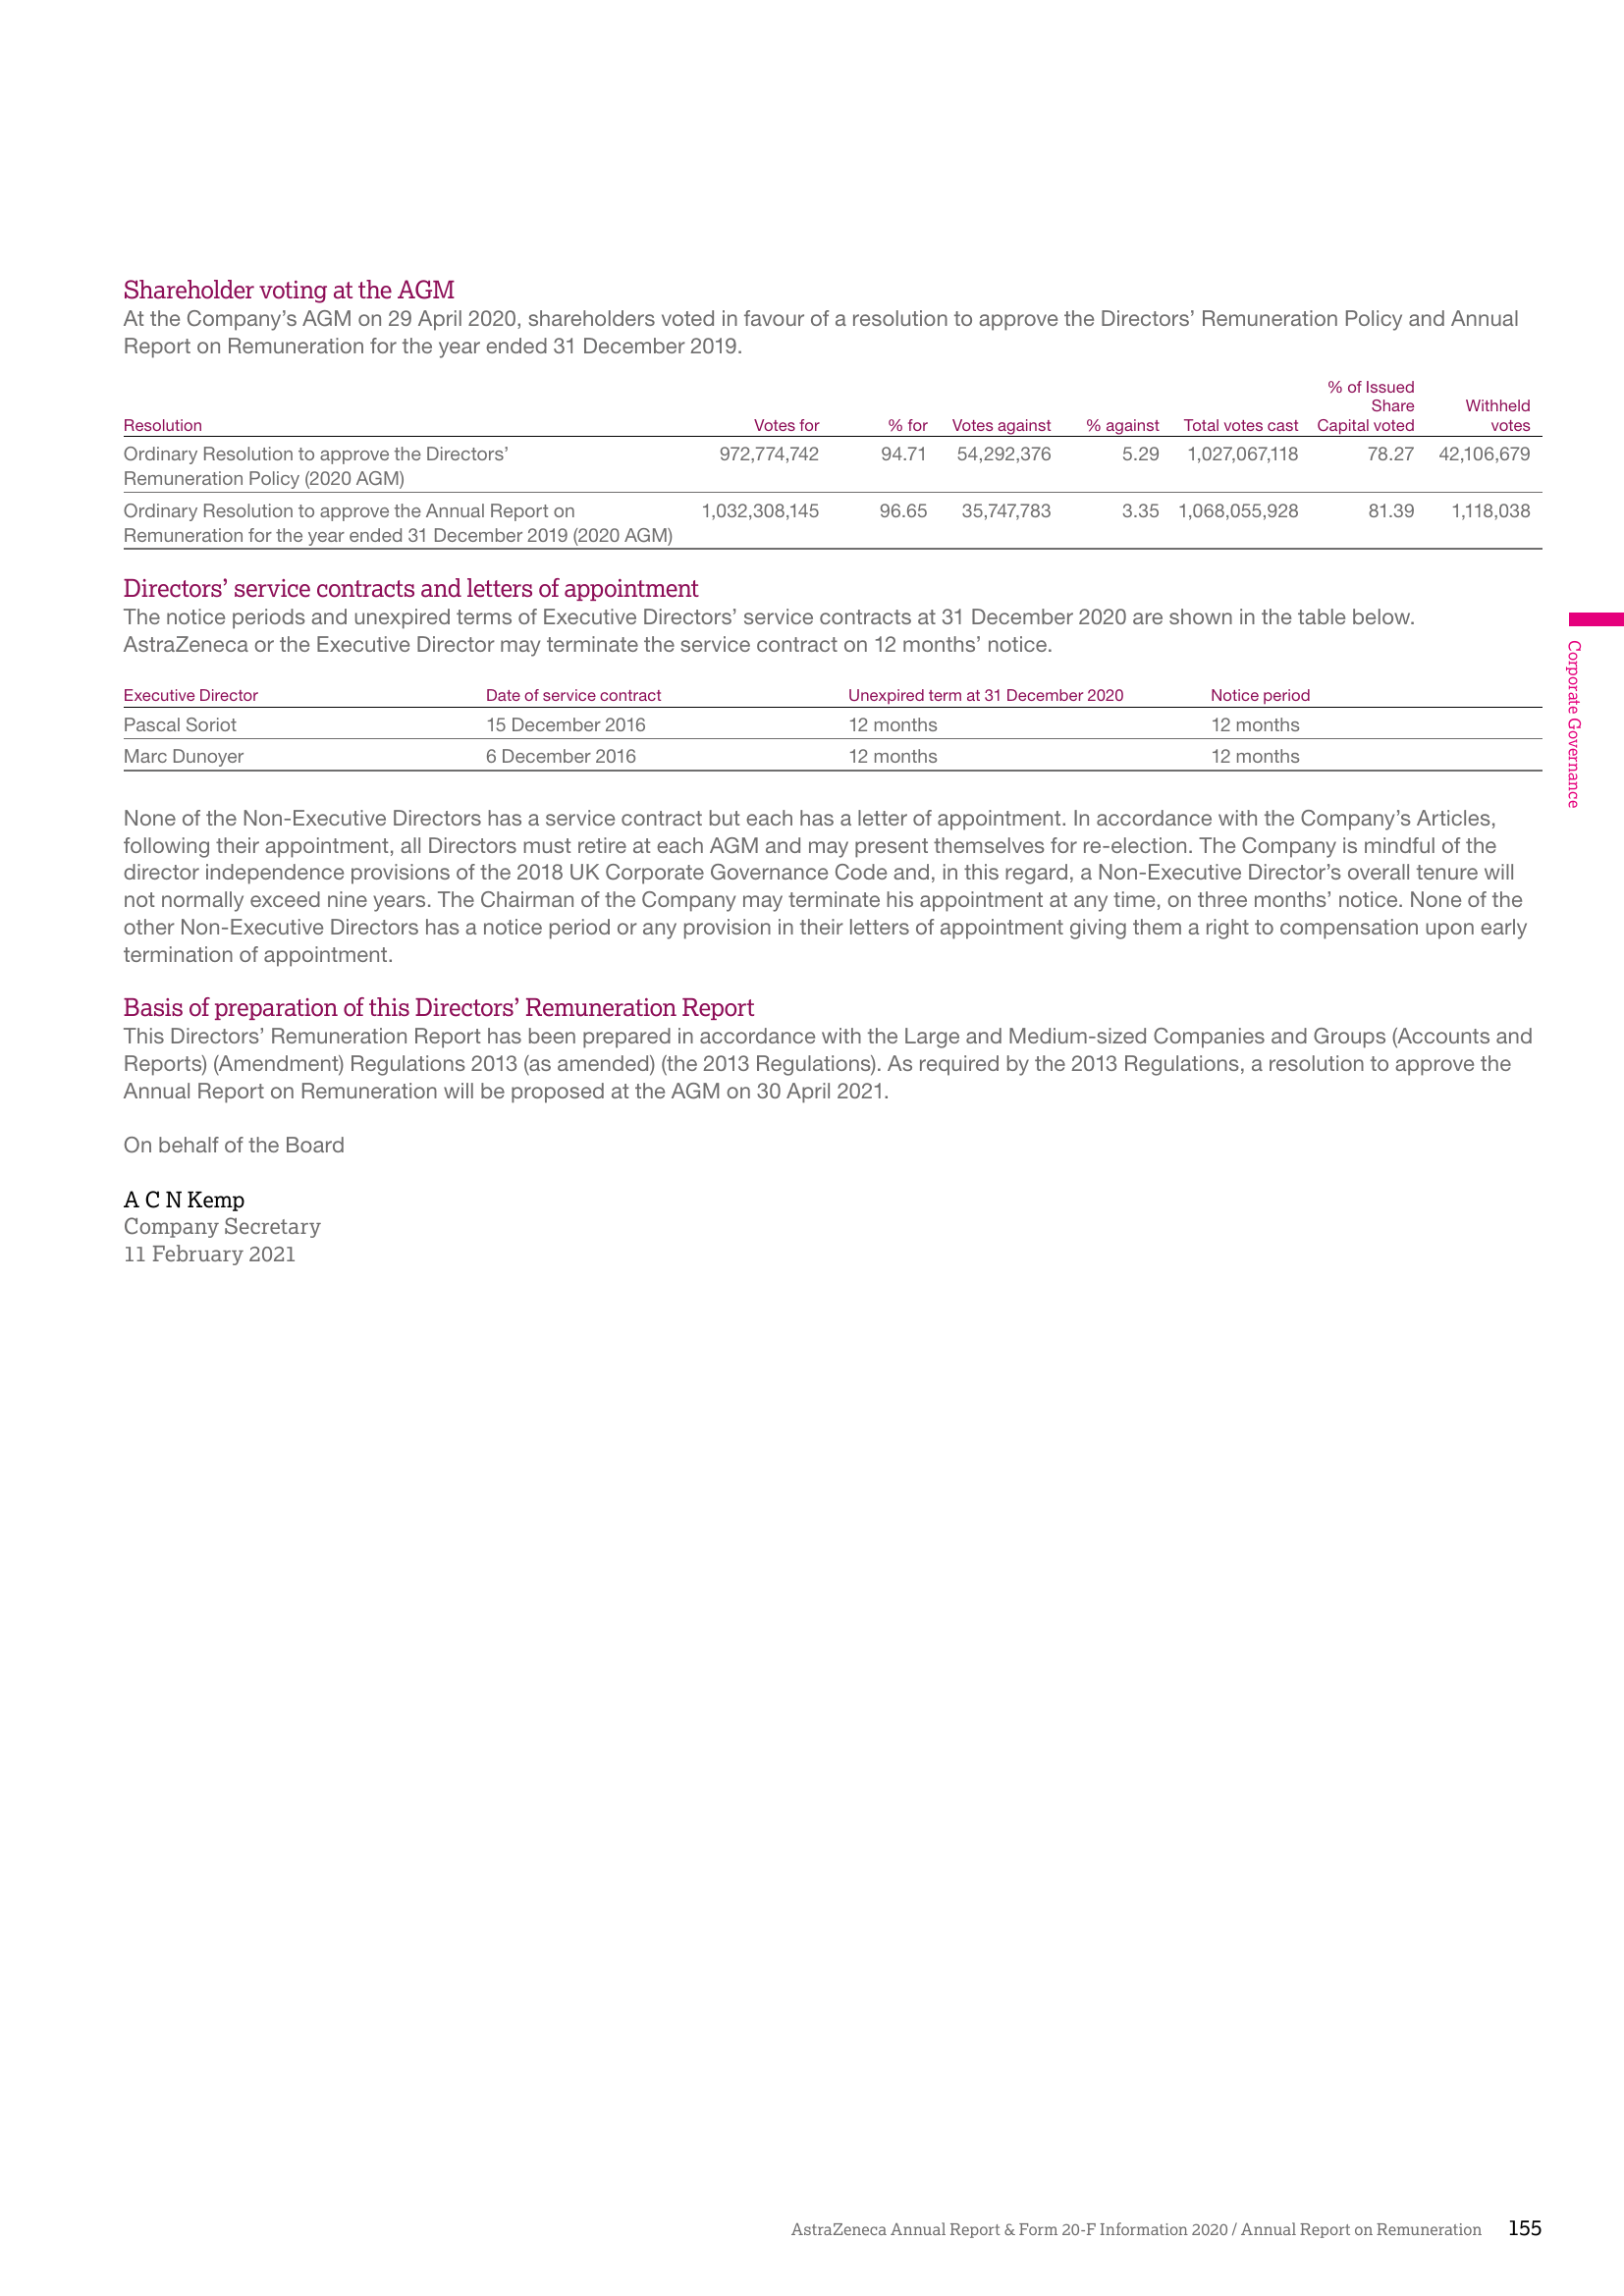 Shareholder voting at the AGM
At the Company’s AGM on 29 April 2020, shareholders voted in favour of a resolution to approve the Directors’ Remuneration Policy and Annual
Report on Remuneration for the year ended 31 December 2019.
Resolution Votes for % for Votes against % against Total votes cast % of Issued Share Capital voted Withheld votes
Ordinary Resolution to approve the Directors’ 972,774,742 94.71 54,292,376 5.29 1,027,067,118 78.27 42,106,679
Remuneration Policy (2020 AGM)
Ordinary Resolution to approve the Annual Report on 1,032,308,145 96.65 35,747,783 3.35 1,068,055,928 81.39 1,118,038
Remuneration for the year ended 31 December 2019 (2020 AGM)
Directors’ service contracts and letters of appointment
The notice periods and unexpired terms of Executive Directors’ service contracts at 31 December 2020 are shown in the table below.
AstraZeneca or the Executive Director may terminate the service contract on 12 months’ notice.
Executive Director Date of service contract Unexpired term at 31 December 2020 Notice period
Pascal Soriot 15 December 2016 12 months 12 months
Marc Dunoyer 6 December 2016 12 months 12 months
None of the Non-Executive Directors has a service contract but each has a letter of appointment. In accordance with the Company’s Articles,
following their appointment, all Directors must retire at each AGM and may present themselves for re-election. The Company is mindful of the
director independence provisions of the 2018 UK Corporate Governance Code and, in this regard, a Non-Executive Director’s overall tenure will
not normally exceed nine years. The Chairman of the Company may terminate his appointment at any time, on three months’ notice. None of the
other Non-Executive Directors has a notice period or any provision in their letters of appointment giving them a right to compensation upon early
termination of appointment.
Basis of preparation of this Directors’ Remuneration Report
This Directors’ Remuneration Report has been prepared in accordance with the Large and Medium-sized Companies and Groups (Accounts and
Reports) (Amendment) Regulations 2013 (as amended) (the 2013 Regulations). As required by the 2013 Regulations, a resolution to approve the
Annual Report on Remuneration will be proposed at the AGM on 30 April 2021.
On behalf of the Board
A C N Kemp
Company Secretary
11 February 2021
Corporate Governance
AstraZeneca Annual Report & Form 20-F Information 2020 / Annual Report on Remuneration 155